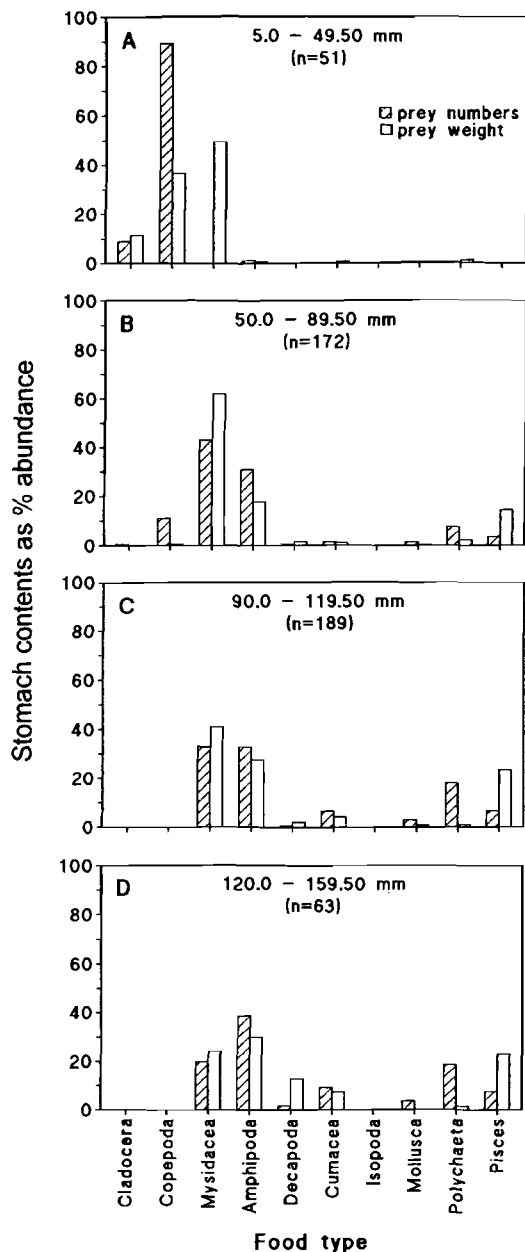 Stomach contents as % abundance
A
5.0 – 49.50 mm
(n=51)
prey numbers
prey weight
100
80
60
40
20
0
B
50.0 – 89.50 mm
(n=172)
100
80
60
40
20
0
C
90.0 – 119.50 mm
(n=189)
100
80
60
40
20
0
D
120.0 – 159.50 mm
(n=63)
100
80
60
40
20
0
Cladocera
Copepoda
Mysidacea
Amphipoda
Decapoda
Cumacea
Isopoda
Mollusca
Polychaeta
Pisces
Food type